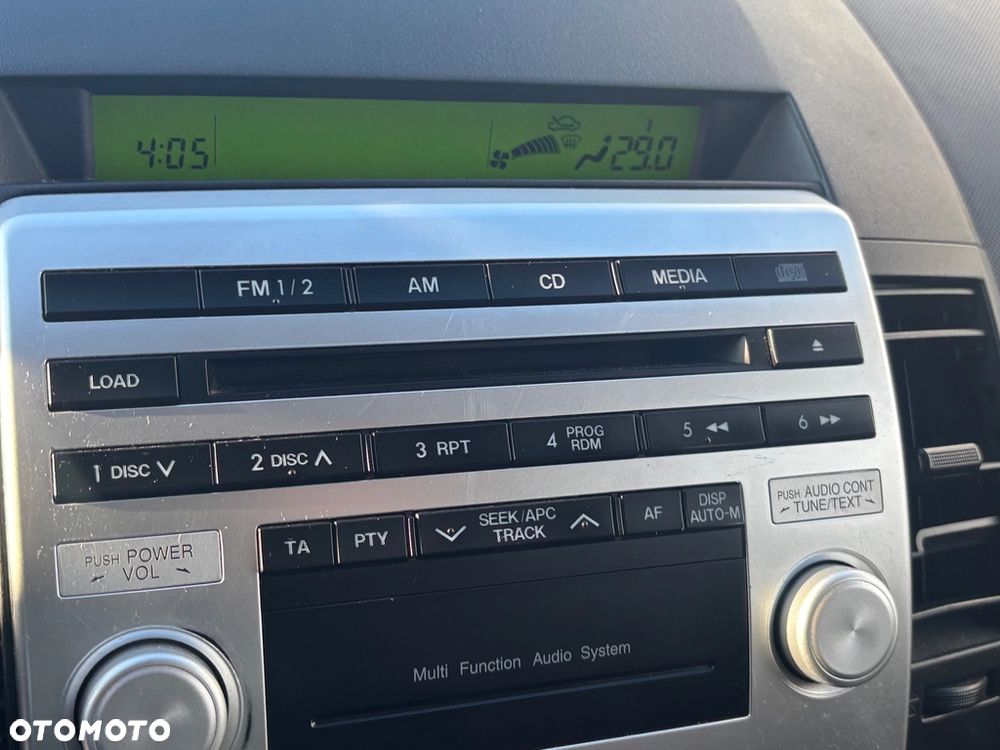 4:05
29.0
FM 1 / 2
AM
CD
MEDIA
disc
LOAD
1 DISC
2 DISC
3 RPT
4 PROG
RDM
5
6
PUSH AUDIO CONT
TUNE/TEXT
TA
PTY
SEEK/APC
TRACK
AF
DISP
AUTO-M
PUSH POWER
VOL
Multi Function Audio System
OTOMOTO